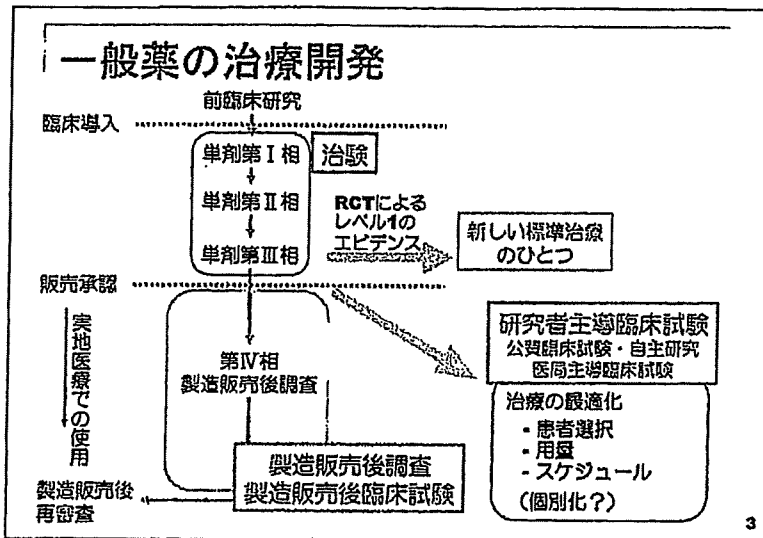 一般薬の治療開発
前臨床研究
臨床導入
単剤第Ⅰ相
治験
単剤第Ⅱ相
単剤第Ⅲ相
RCTによる
レベル1の
エビデンス
新しい標準治療
のひとつ
販売承認
実地医療での使用
第Ⅳ相
製造販売後調査
製造販売後調査
製造販売後臨床試験
製造販売後
再審査
研究者主導臨床試験
公費臨床試験・自主研究
医局主導臨床試験
治療の最適化
- 患者選択
- 用量
- スケジュール
(個別化?)
3